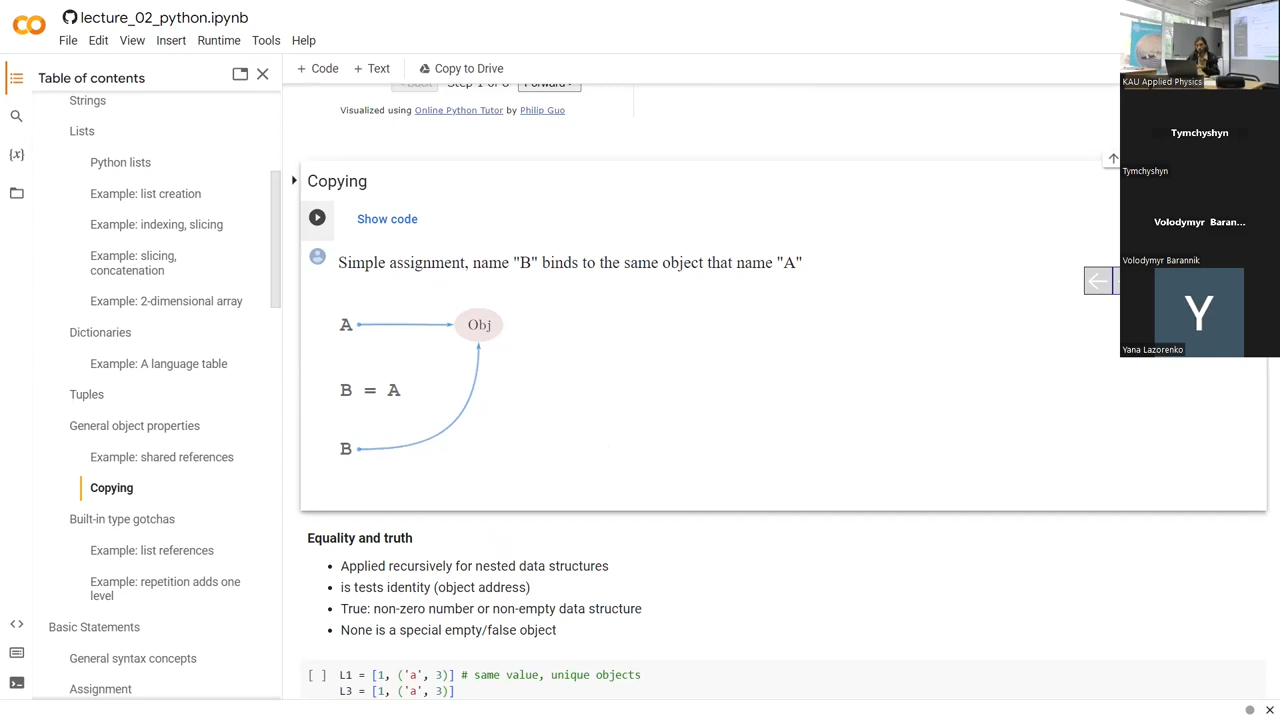 lecture_02_python.ipynb
File Edit View Insert Runtime Tools Help
Table of contents
+ Code + Text Copy to Drive
Strings
Lists
Python lists
Example: list creation
Example: indexing, slicing
Example: slicing,
concatenation
Example: 2-dimensional array
Dictionaries
Example: A language table
Tuples
General object properties
Example: shared references
Copying
Built-in type gotchas
Example: list references
Example: repetition adds one
level
Basic Statements
General syntax concepts
Assignment
Visualized using Online Python Tutor by Philip Guo
Copying
Show code
Simple assignment, name "B" binds to the same object that name "A"
A
Obj
B = A
B
Equality and truth
Applied recursively for nested data structures
is tests identity (object address)
True: non-zero number or non-empty data structure
None is a special empty/false object
[ ] L1 = [1, ('a', 3)] # same value, unique objects
L3 = [1, ('a', 3)]
KAU Applied Physics
Tymchyshyn
Tymchyshyn
Volodymyr Baran...
Volodymyr Barannik
Y
Yana Lazorenko